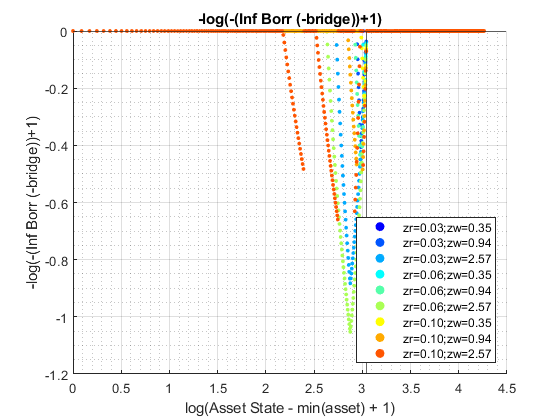 -log(-(Inf Borr (-bridge))+1)
0
-0.2
-0.4
-0.6
-0.8
-1
-1.2
-log(-(Inf Borr (-bridge))+1)
zr=0.03;zw=0.35
zr=0.03;zw=0.94
zr=0.03;zw=2.57
zr=0.06;zw=0.35
zr=0.06;zw=0.94
zr=0.06;zw=2.57
zr=0.10;zw=0.35
zr=0.10;zw=0.94
zr=0.10;zw=2.57
0 0.5 1 1.5 2 2.5 3 3.5 4 4.5
log(Asset State - min(asset) + 1)